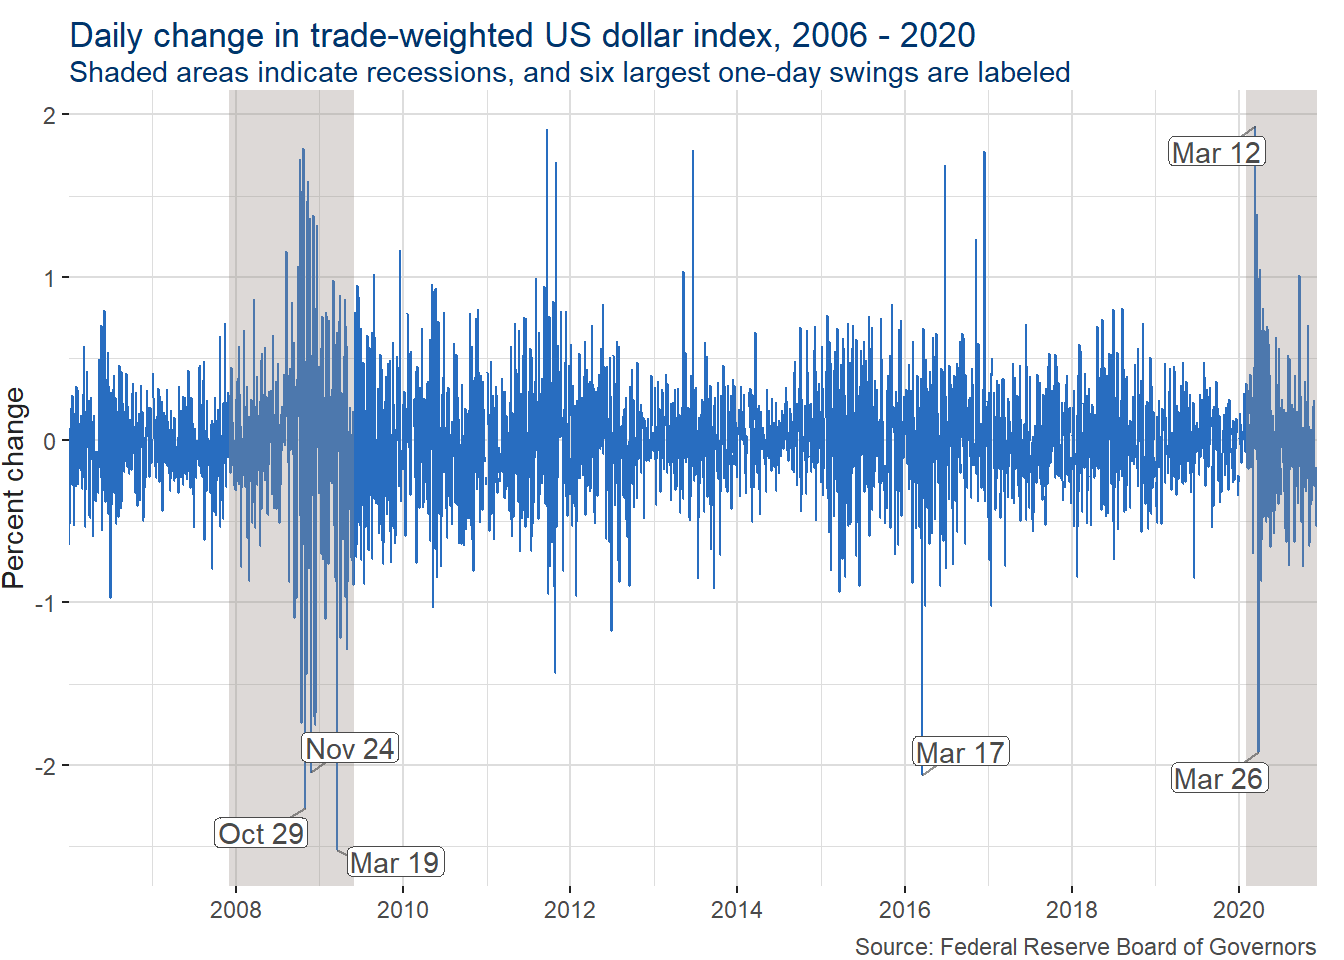 Daily change in trade-weighted US dollar index, 2006 - 2020
Shaded areas indicate recessions, and six largest one-day swings are labeled
Percent change
2
1
0
-1
-2
Mar 12
Nov 24
Mar 17
Mar 26
Oct 29
Mar 19
2008
2010
2012
2014
2016
2018
2020
Source: Federal Reserve Board of Governors